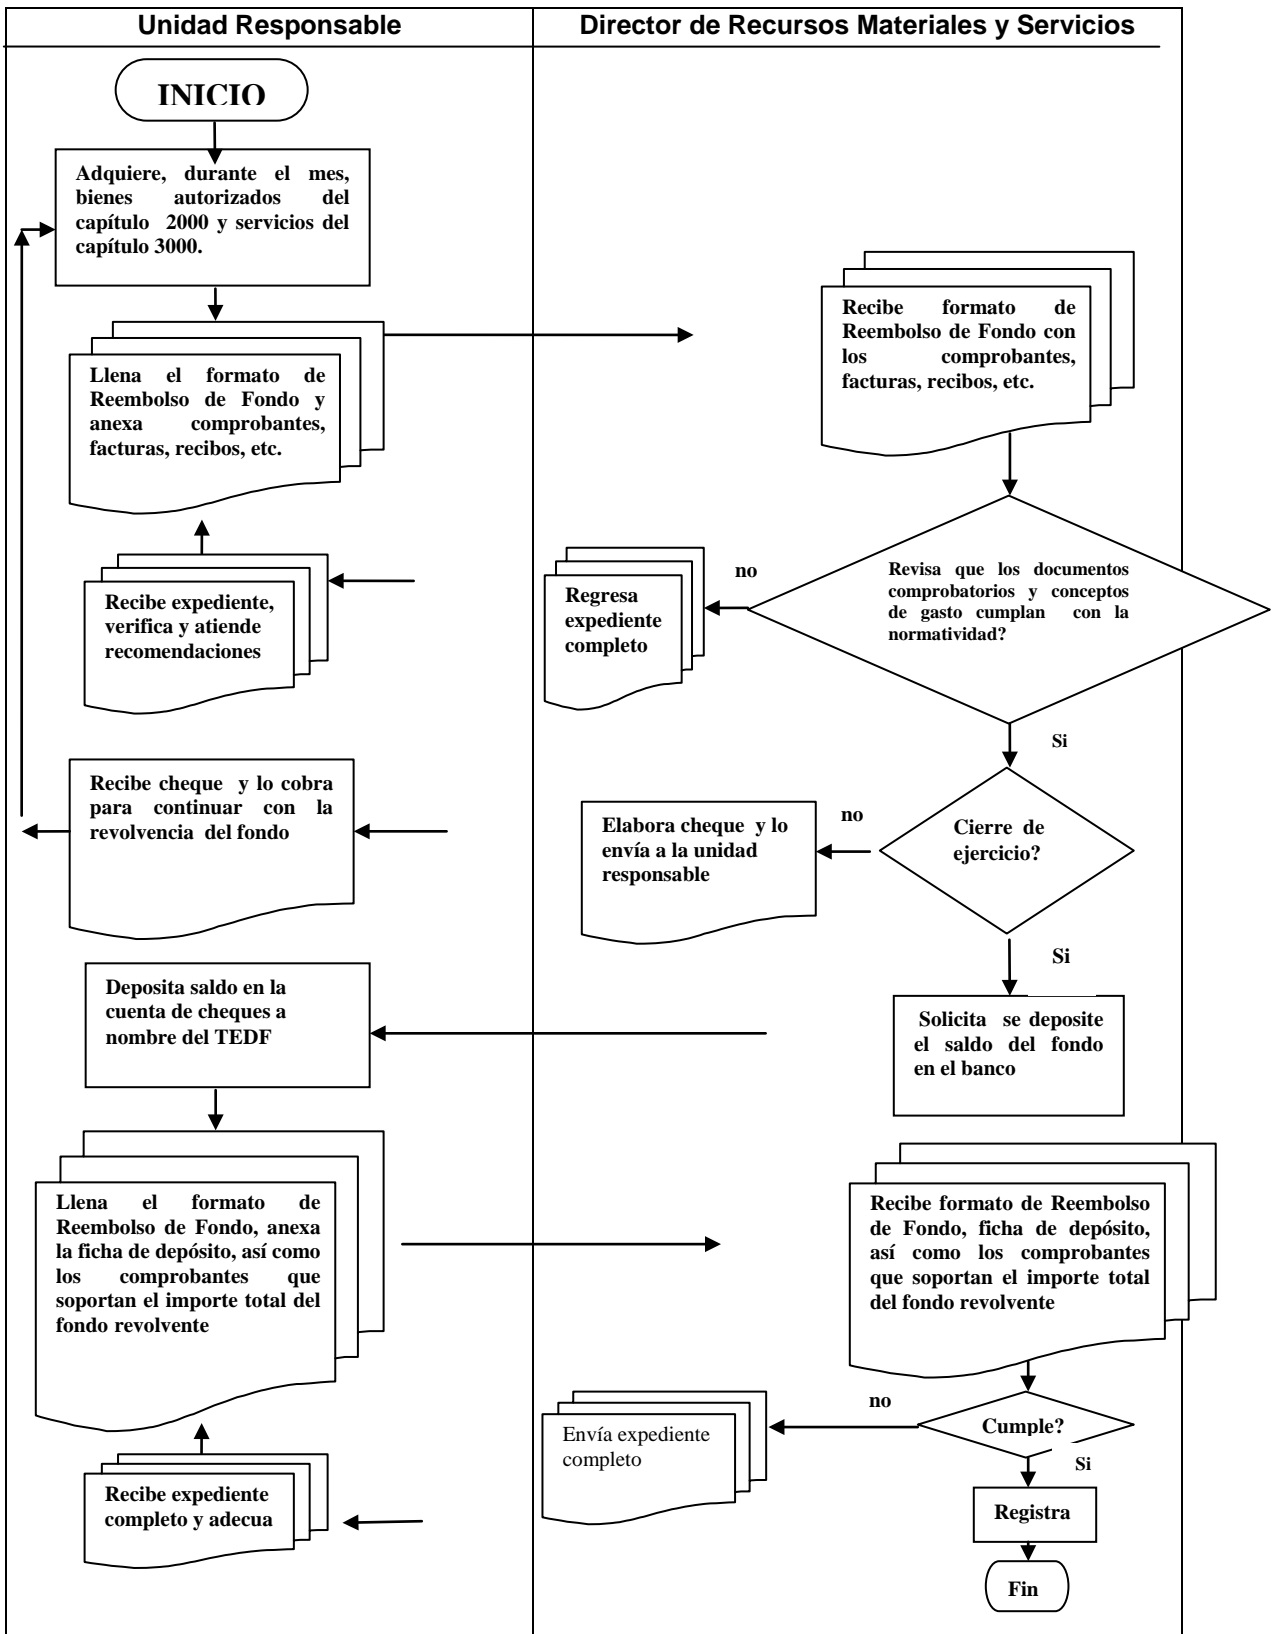 Unidad Responsable
Director de Recursos Materiales y Servicios
INICIO
Adquiere, durante el mes,
bienes autorizados del
capítulo 2000 y servicios del
capítulo 3000.
Llena el formato de
Reembolso de Fondo y
anexa comprobantes,
facturas, recibos, etc.
Recibe formato de
Reembolso de Fondo con
los comprobantes,
facturas, recibos, etc.
Revisa que los documentos
comprobatorios y conceptos
de gasto cumplan con la
normatividad?
no
Regresa
expediente
completo
Recibe expediente,
verifica y atiende
recomendaciones
Si
Cierre de
ejercicio?
no
Elabora cheque y lo
envía a la unidad
responsable
Recibe cheque y lo cobra
para continuar con la
revolvencia del fondo
Si
Solicita se deposite
el saldo del fondo
en el banco
Deposita saldo en la
cuenta de cheques a
nombre del TEDF
Llena el formato de
Reembolso de Fondo, anexa
la ficha de depósito, así como
los comprobantes que
soportan el importe total del
fondo revolvente
Recibe formato de Reembolso
de Fondo, ficha de depósito,
así como los comprobantes
que soportan el importe total
del fondo revolvente
Cumple?
no
Envía expediente
completo
Recibe expediente
completo y adecua
Si
Registra
Fin